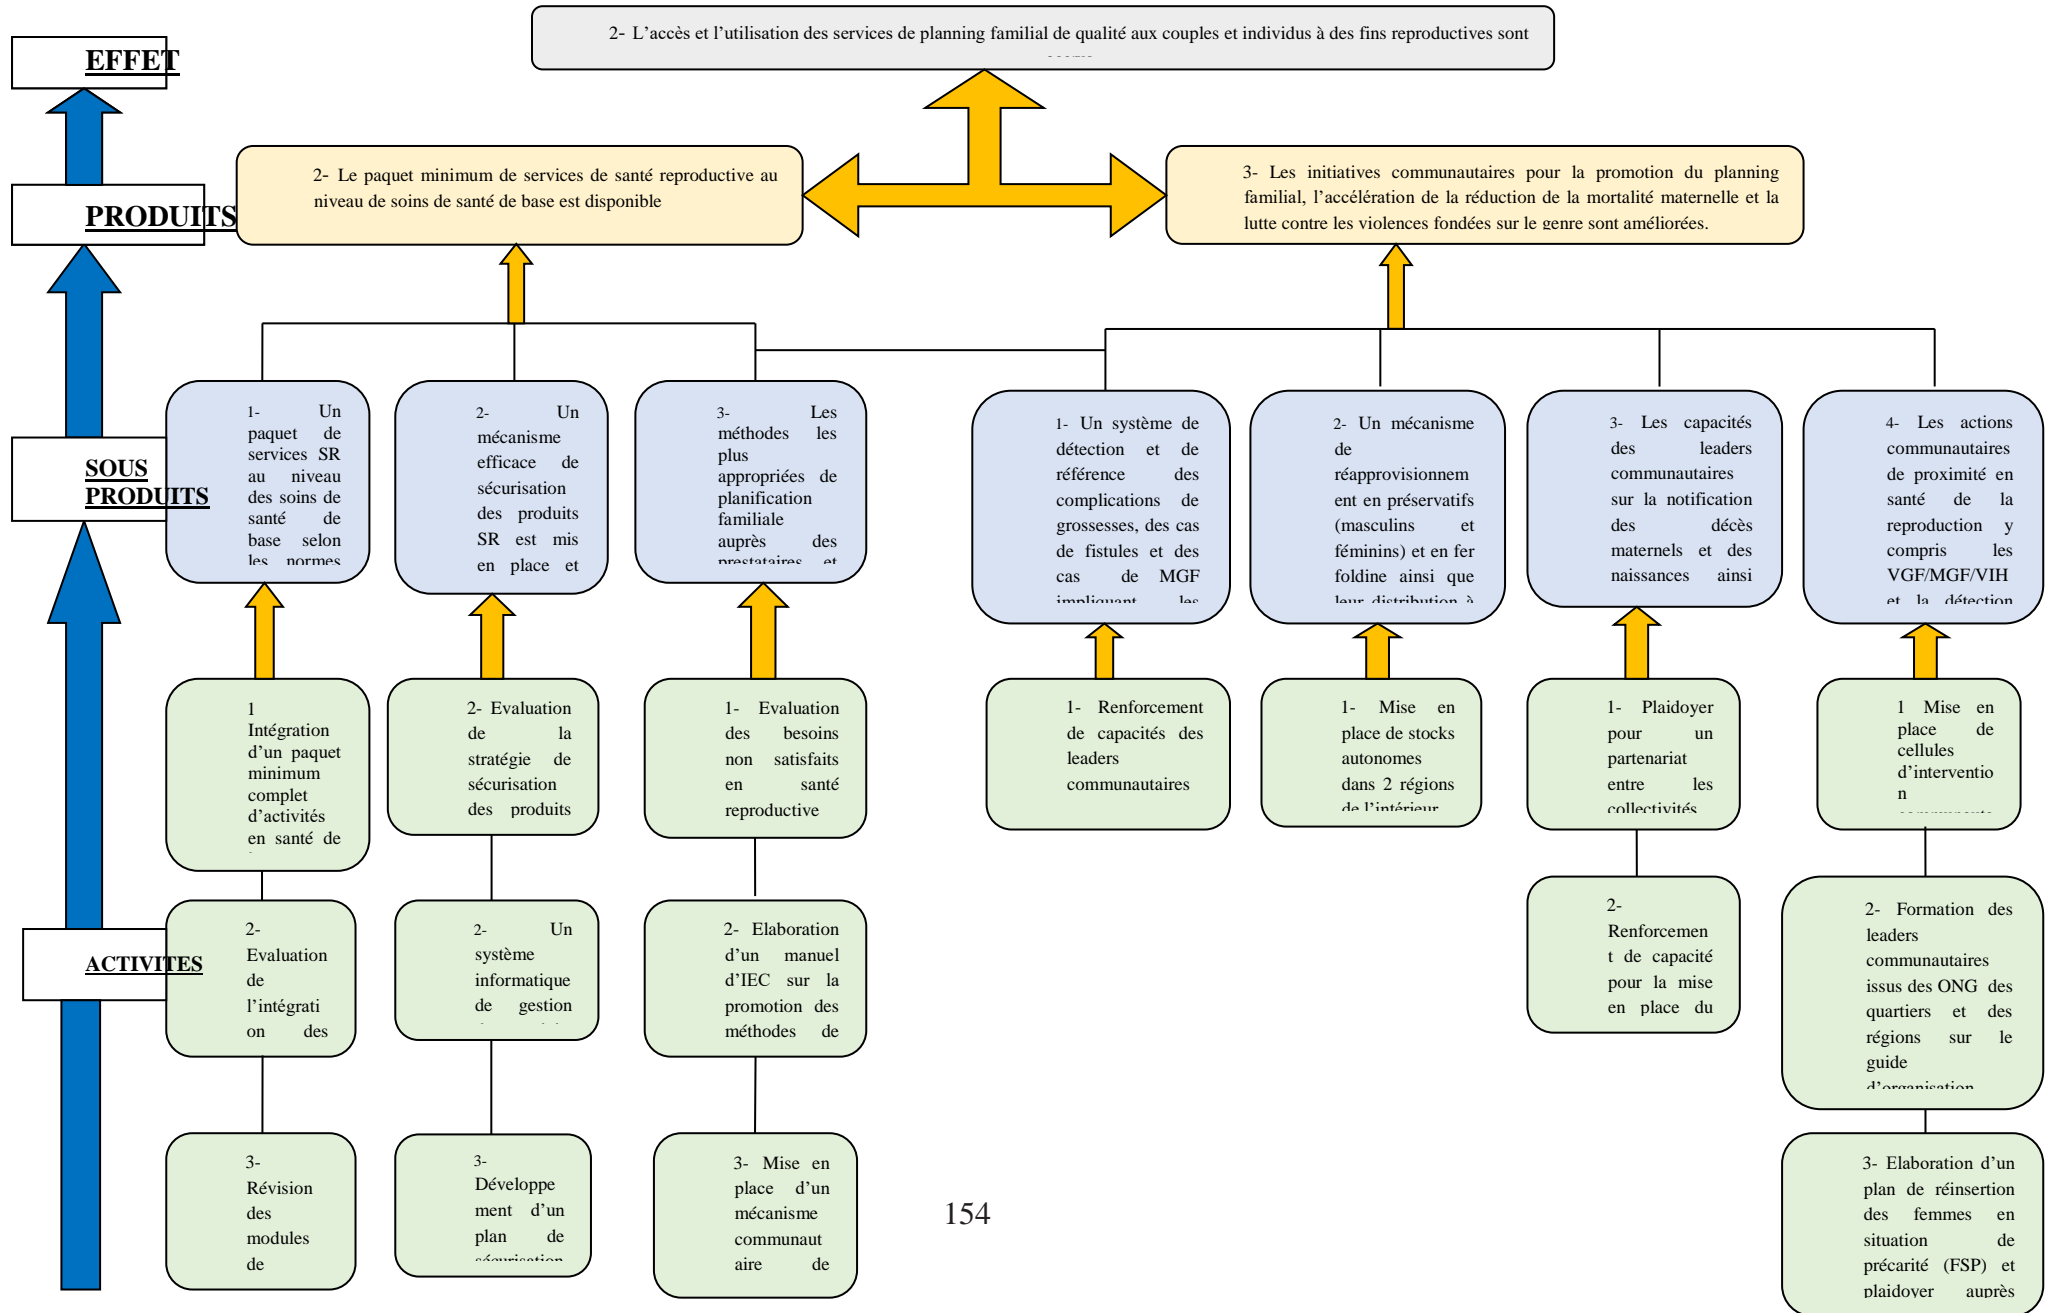 EFFET
2- L’accès et l’utilisation des services de planning familial de qualité aux couples et individus à des fins reproductives sont
PRODUITS
2- Le paquet minimum de services de santé reproductive au
niveau de soins de santé de base est disponible
3- Les initiatives communautaires pour la promotion du planning
familial, l’accélération de la réduction de la mortalité maternelle et la
lutte contre les violences fondées sur le genre sont améliorées.
SOUS
PRODUITS
1- Un
paquet de
services SR
au niveau
des soins de
santé de
base selon
les normes
2- Un
mécanisme
efficace de
sécurisation
des produits
SR est mis
en place et
3- Les
méthodes les
plus
appropriées de
planification
familiale
auprès des
prestataires et
1- Un système de
détection et de
référence des
complications de
grossesses, des cas
de fistules et des
cas de MGF
impliquant les
2- Un mécanisme
de
réapprovisionnem
ent en préservatifs
(masculins et
féminins) et en fer
foldine ainsi que
leur distribution à
3- Les capacités
des leaders
communautaires
sur la notification
des décès
maternels et des
naissances ainsi
4- Les actions
communautaires
de proximité en
santé de la
reproduction y
compris les
VGF/MGF/VIH
et la détection
ACTIVITES
1
Intégration
d’un paquet
minimum
complet
d’activités
en santé de
2- Evaluation
de la
stratégie de
sécurisation
des produits
1- Evaluation
des besoins
non satisfaits
en santé
reproductive
1- Renforcement
de capacités des
leaders
communautaires
1- Mise en
place de stocks
autonomes
dans 2 régions
de l’intérieur
1- Plaidoyer
pour un
partenariat
entre les
collectivités
1 Mise en
place de
cellules
d’interventio
n
2-
Evaluation
de
l’intégrati
on des
2- Un
système
informatique
de gestion
2- Elaboration
d’un manuel
d’IEC sur la
promotion des
méthodes de
2-
Renforcemen
t de capacité
pour la mise
en place du
2- Formation des
leaders
communautaires
issus des ONG des
quartiers et des
régions sur le
guide
d’organisation
3-
Révision
des
modules
de
3-
Développe
ment d’un
plan de
sécurisation
3- Mise en
place d’un
mécanisme
communaut
aire de
3- Elaboration d’un
plan de réinsertion
des femmes en
situation de
précarité (FSP) et
plaidoyer auprès
154